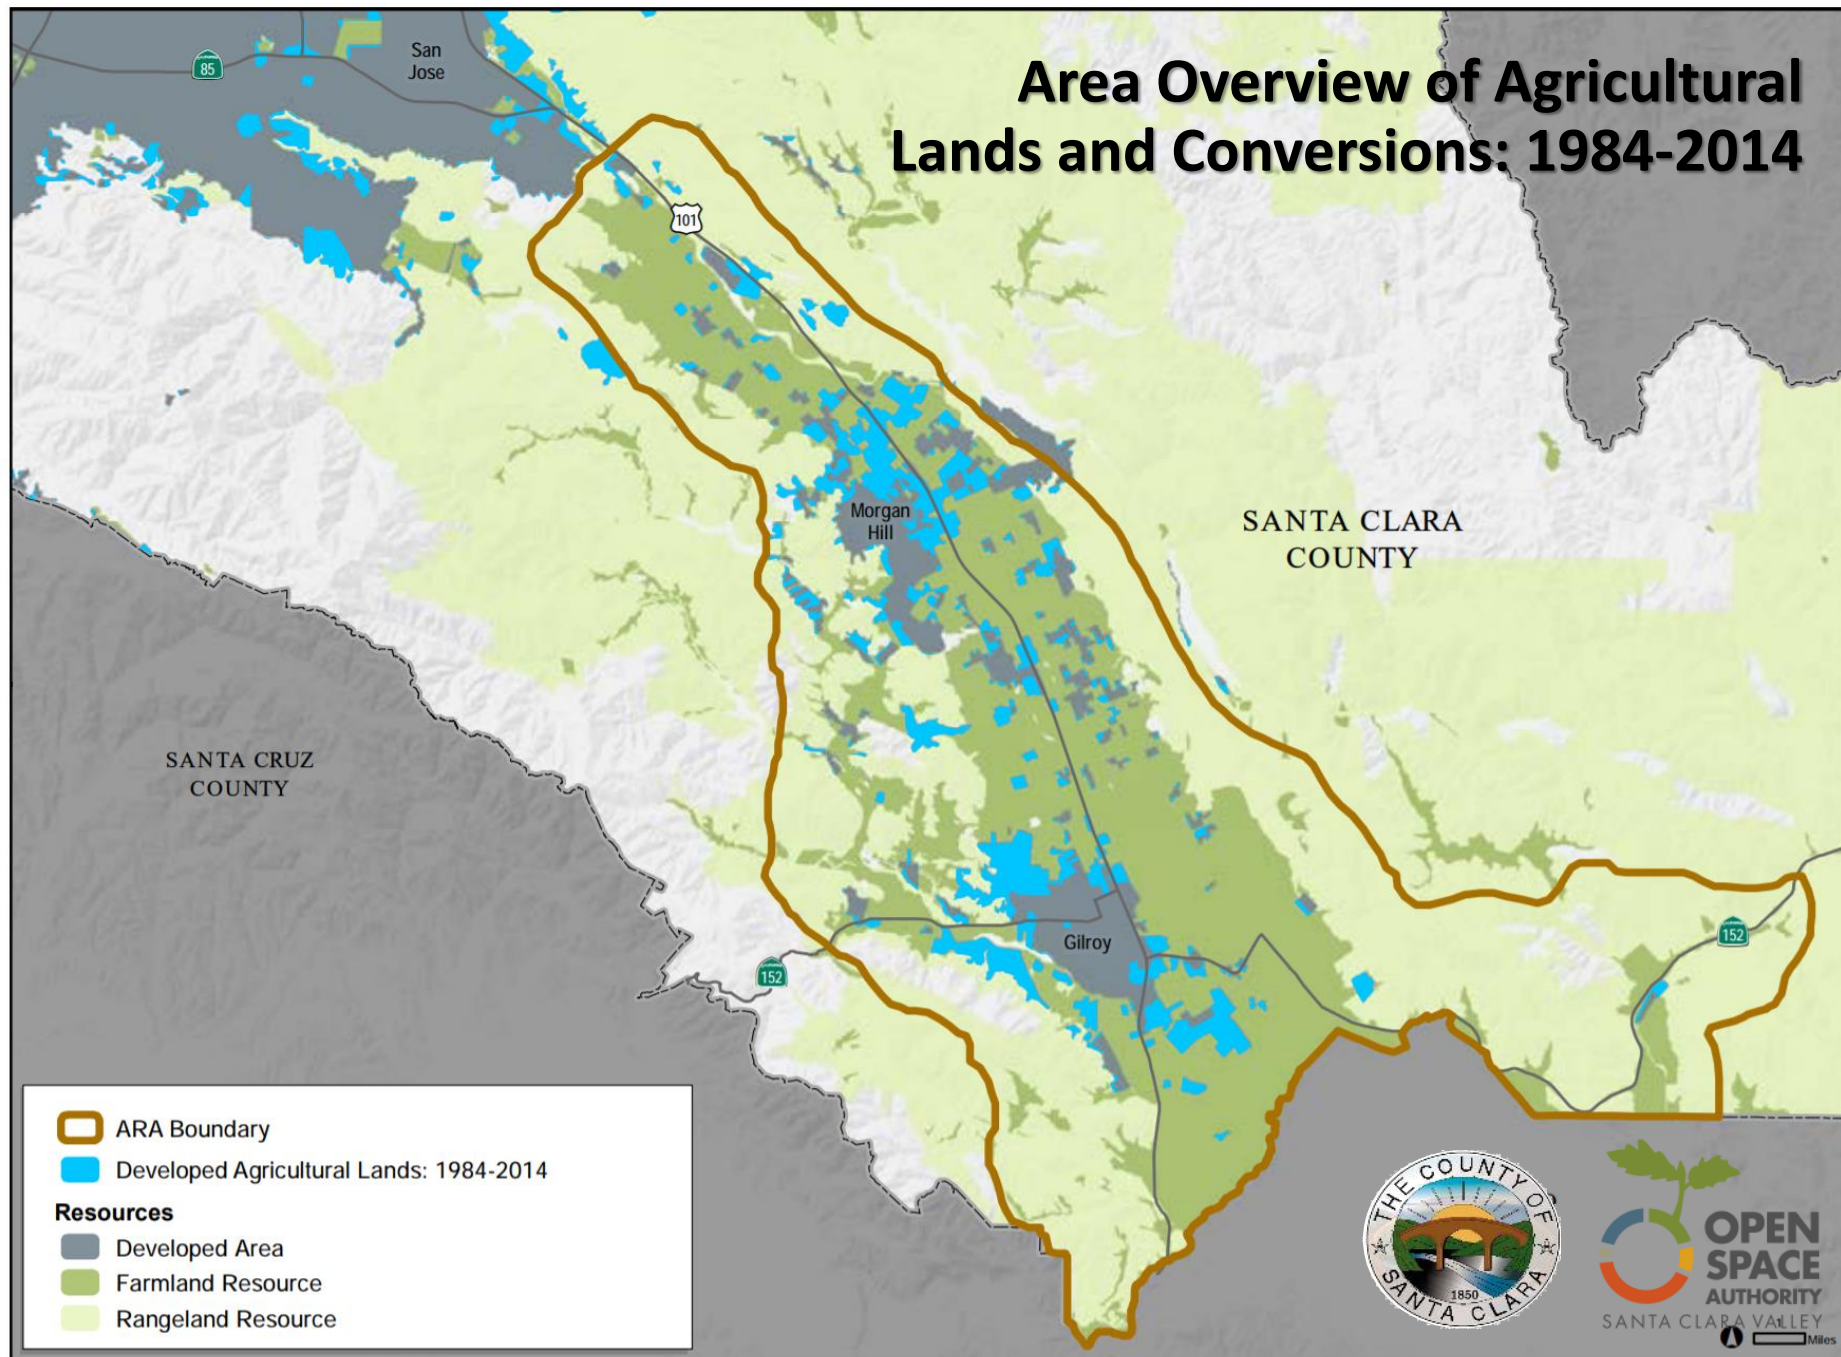 Area Overview of Agricultural
Lands and Conversions: 1984-2014
San
Jose
85
101
Morgan
Hill
SANTA CLARA
COUNTY
SANTA CRUZ
COUNTY
Gilroy
152
152
ARA Boundary
Developed Agricultural Lands: 1984-2014
Resources
Developed Area
Farmland Resource
Rangeland Resource
THE COUNTY OF
SANTA CLARA
1850
OPEN
SPACE
AUTHORITY
SANTA CLARA VALLEY
1
Miles